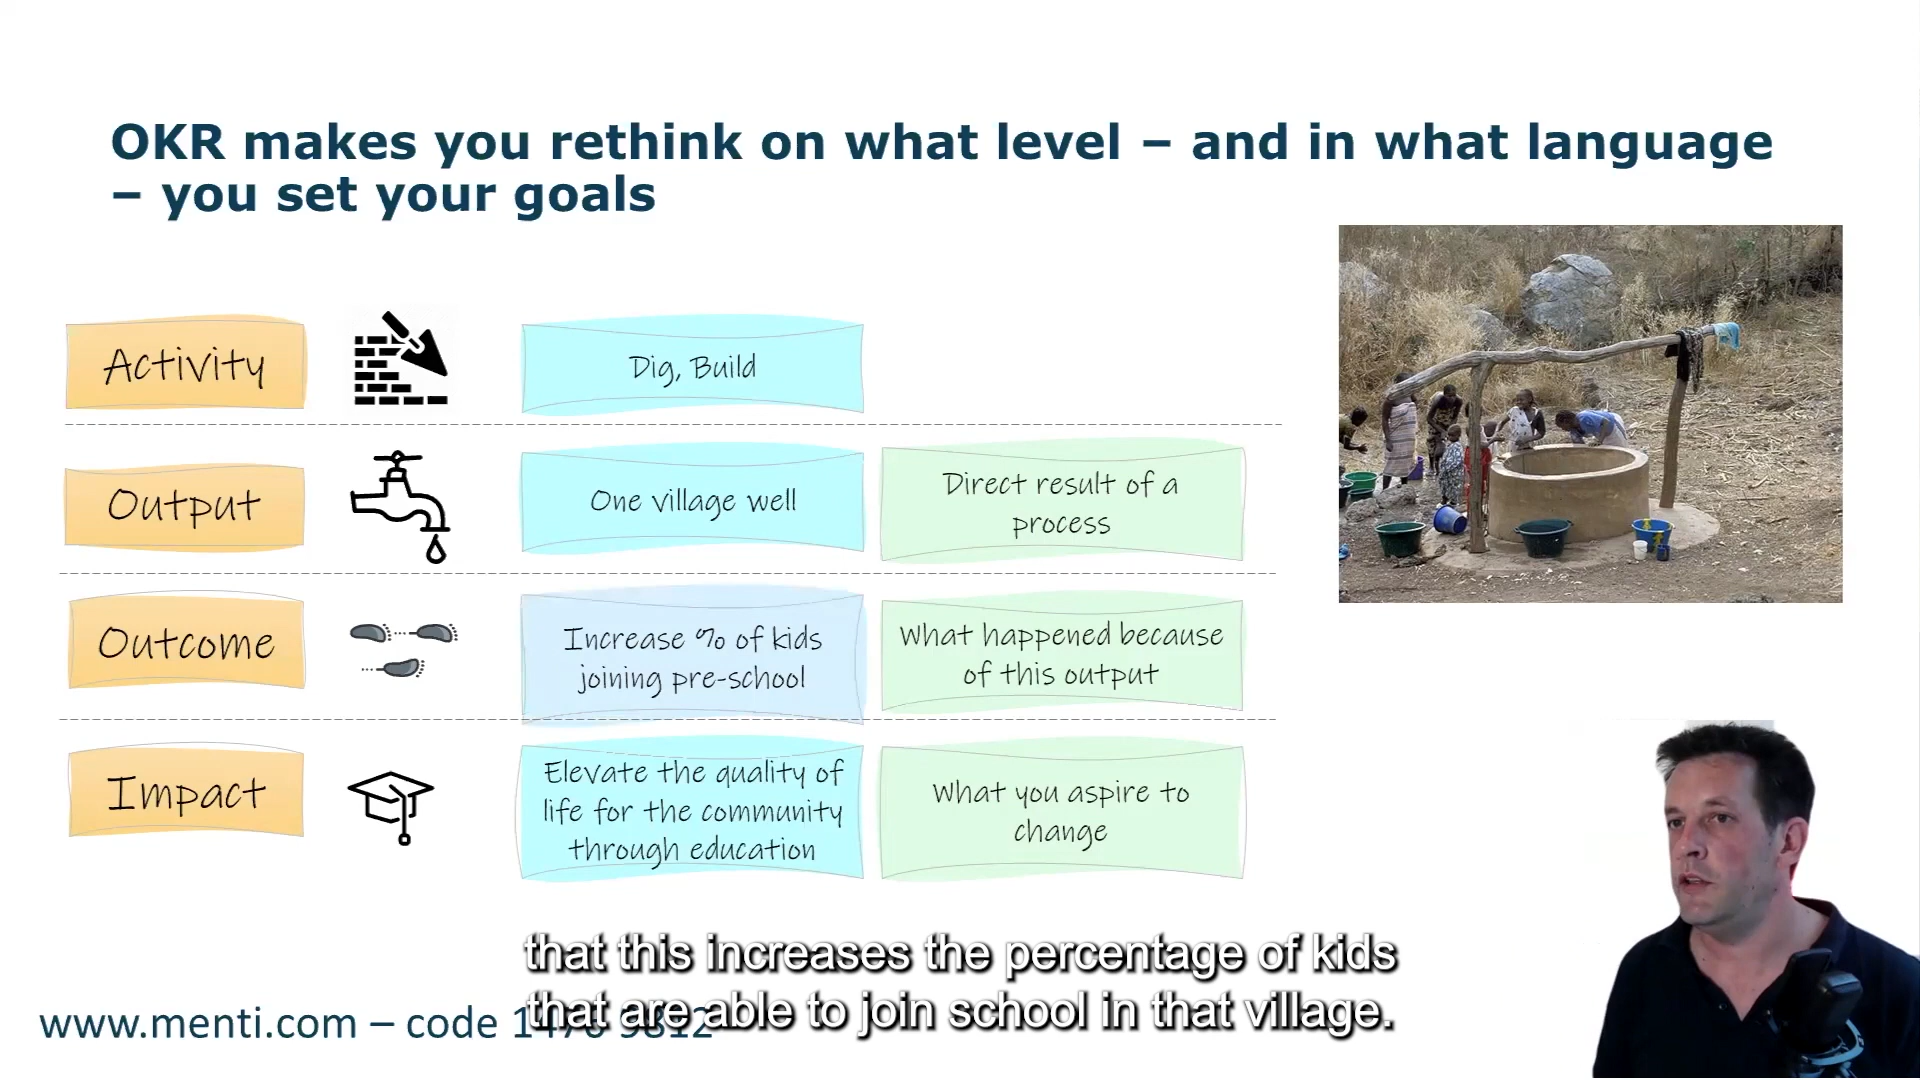 OKR makes you rethink on what level – and in what language
– you set your goals
Activity
Dig, Build
Output
One village well
Direct result of a
process
Outcome
Increase % of kids
joining pre-school
What happened because
of this output
Impact
Elevate the quality of
life for the community
through education
What you aspire to
change
that this increases the percentage of kids
that are able to join school in that village.
www.menti.com – code